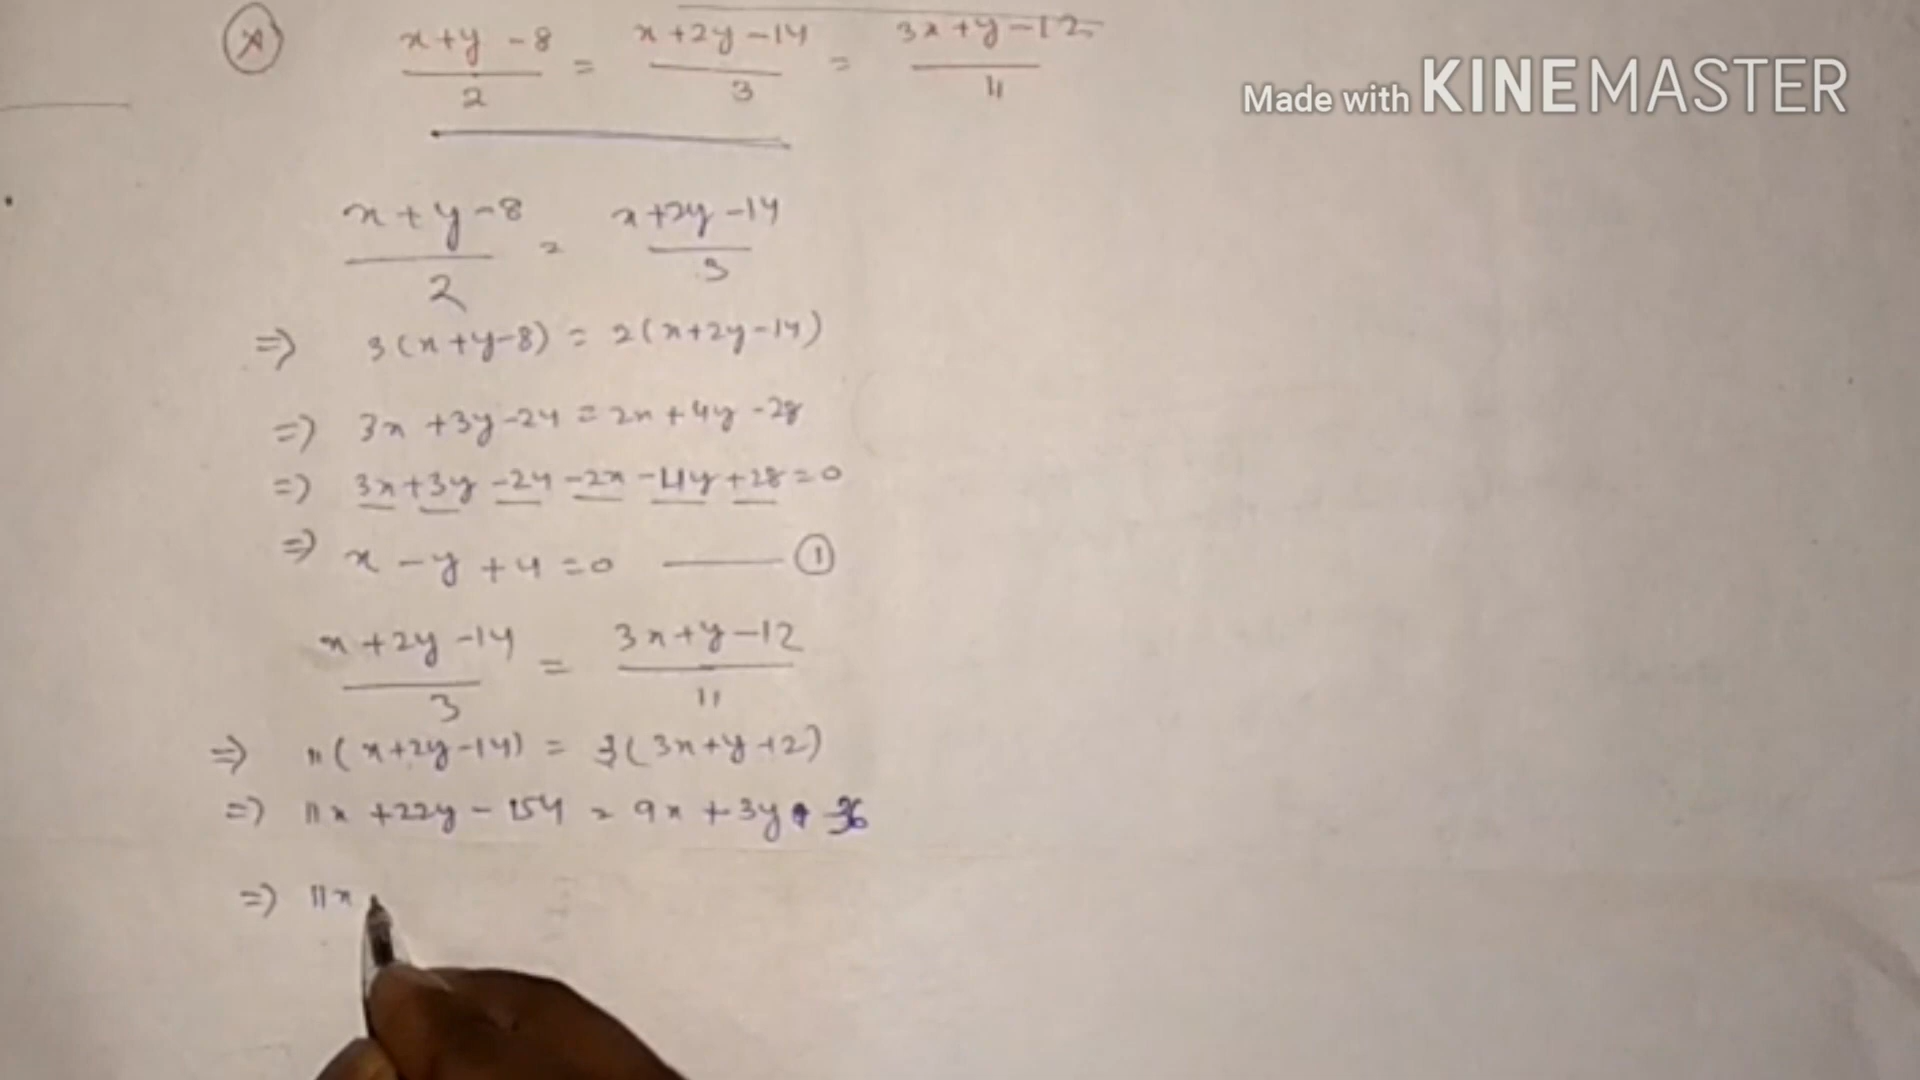 x+y-8/2 = x+2y-14/3 = 3x+y-12/11
Made with KINEMASTER
x+y-8/2 = x+2y-14/3
=> 3(x+y-8) = 2(x+2y-14)
=> 3x+3y-24 = 2x+4y-28
=> 3x+3y-24-2x-4y+28=0
=> x-y+4=0 —— ①
x+2y-14/3 = 3x+y-12/11
=> 11(x+2y-14) = 3(3x+y-12)
=> 11x+22y-154 = 9x+3y-36
=> 11x